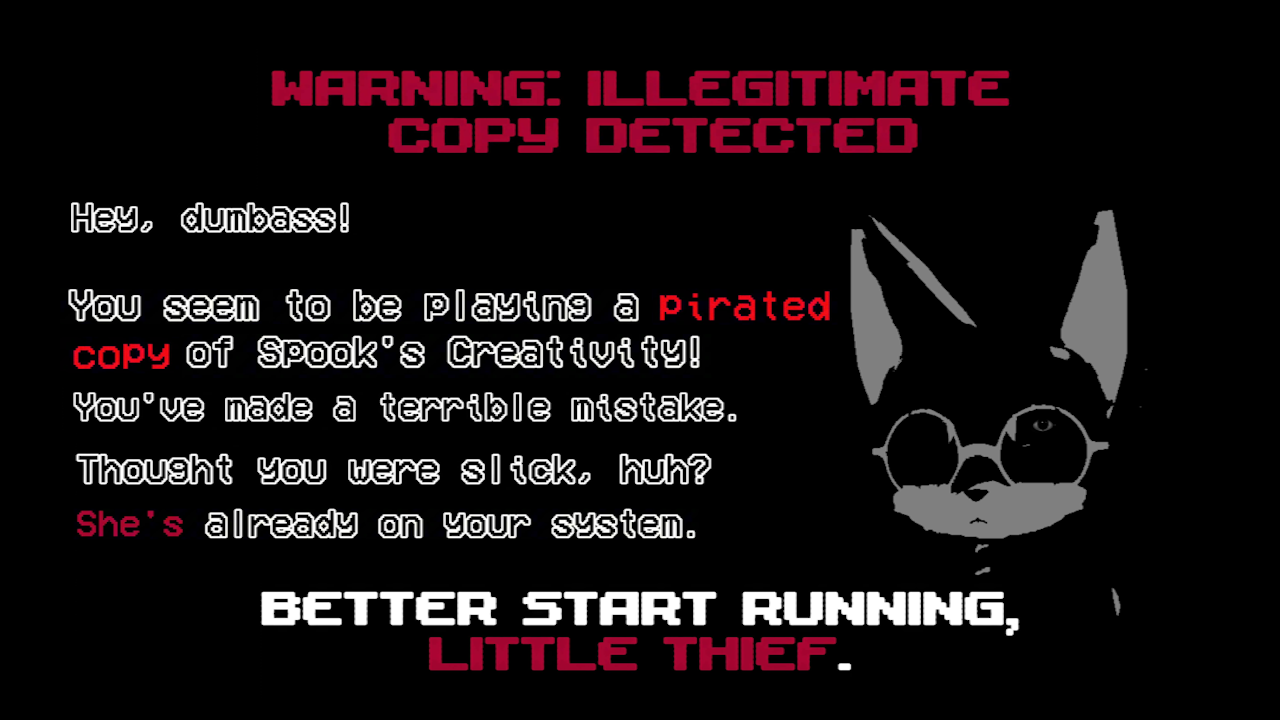 WARNING: ILLEGITIMATE
COPY DETECTED
Hey, dumbass!
You seem to be playing a pirated
copy of Spook's Creativity!
You've made a terrible mistake.
Thought you were slick, huh?
She's already on your system.
BETTER START RUNNING,
LITTLE THIEF.